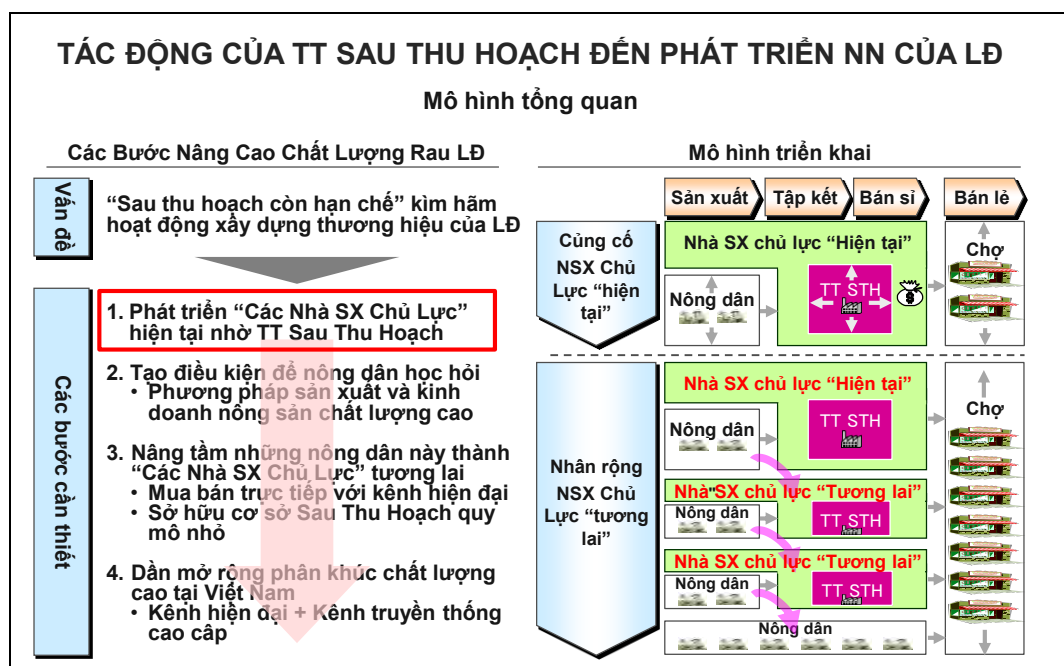 TÁC ĐỘNG CỦA TT SAU THU HOẠCH ĐẾN PHÁT TRIỂN NN CỦA LĐ
Mô hình tổng quan
Các Bước Nâng Cao Chất Lượng Rau LĐ
Vấn đề
“Sau thu hoạch còn hạn chế” kìm hãm
hoạt động xây dựng thương hiệu của LĐ
Các bước cần thiết
1. Phát triển “Các Nhà SX Chủ Lực”
hiện tại nhờ TT Sau Thu Hoạch
2. Tạo điều kiện để nông dân học hỏi
• Phương pháp sản xuất và kinh
doanh nông sản chất lượng cao
3. Nâng tầm những nông dân này thành
“Các Nhà SX Chủ Lực” tương lai
• Mua bán trực tiếp với kênh hiện đại
• Sở hữu cơ sở Sau Thu Hoạch quy
mô nhỏ
4. Dần mở rộng phân khúc chất lượng
cao tại Việt Nam
• Kênh hiện đại + Kênh truyền thống
cao câp
Mô hình triển khai
Sản xuất
Tập kết
Bán sỉ
Bán lẻ
Củng cố
NSX Chủ
Lực “hiện
tại”
Nhà SX chủ lực “Hiện tại”
Nông dân
TT STH
$
Chợ
Nhân rộng
NSX Chủ
Lực “tương
lai”
Nhà SX chủ lực “Hiện tại”
Nông dân
TT STH
Chợ
Nhà"SX chủ lực “Tương lai”
Nông dân
TT STH
Nhà SX chủ lực “Tương lai”
Nông dân
TT STH
Nông dân